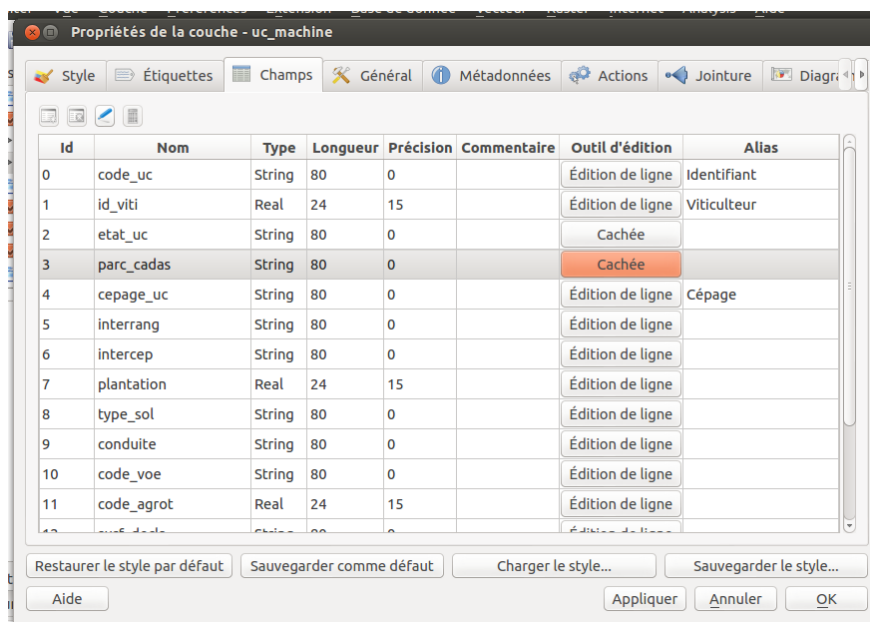 Propriétés de la couche - uc_machine
Style Étiquettes Champs Général Métadonnées Actions Jointure
Id Nom Type Longueur Précision Commentaire Outil d'édition Alias
0 code_uc String 80 0 Édition de ligne Identifiant
1 id_viti Real 24 15 Édition de ligne Viticulteur
2 etat_uc String 80 0 Cachée
3 parc_cadas String 80 0 Cachée
4 cepage_uc String 80 0 Édition de ligne Cépage
5 interrang String 80 0 Édition de ligne
6 intercep String 80 0 Édition de ligne
7 plantation Real 24 15 Édition de ligne
8 type_sol String 80 0 Édition de ligne
9 conduite String 80 0 Édition de ligne
10 code_voe String 80 0 Édition de ligne
11 code_agrot Real 24 15 Édition de ligne
Restaurer le style par défaut Sauvegarder comme défaut Charger le style... Sauvegarder le style...
Aide Appliquer Annuler OK